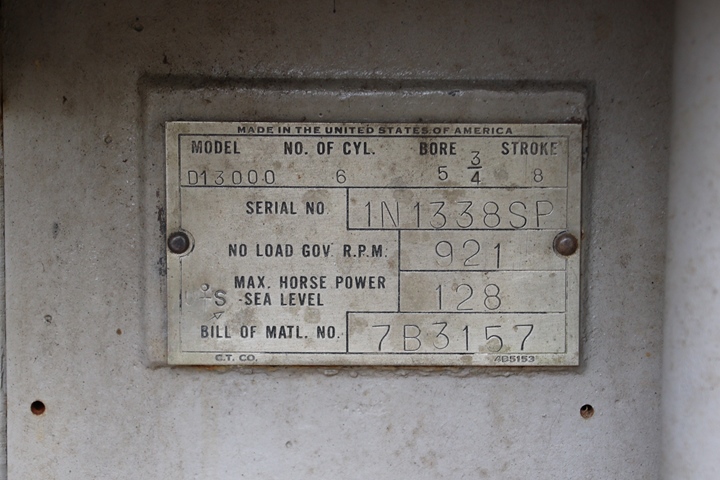 MADE IN THE UNITED STATES OF AMERICA
MODEL NO. OF CYL. BORE STROKE
D13000 6 5 3/4 8
SERIAL NO. 1N1338SP
NO LOAD GOV. R.P.M. 921
MAX. HORSE POWER
-SEA LEVEL 128
S
BILL OF MATL. NO. 7B3157
C.T. CO. 4B5153